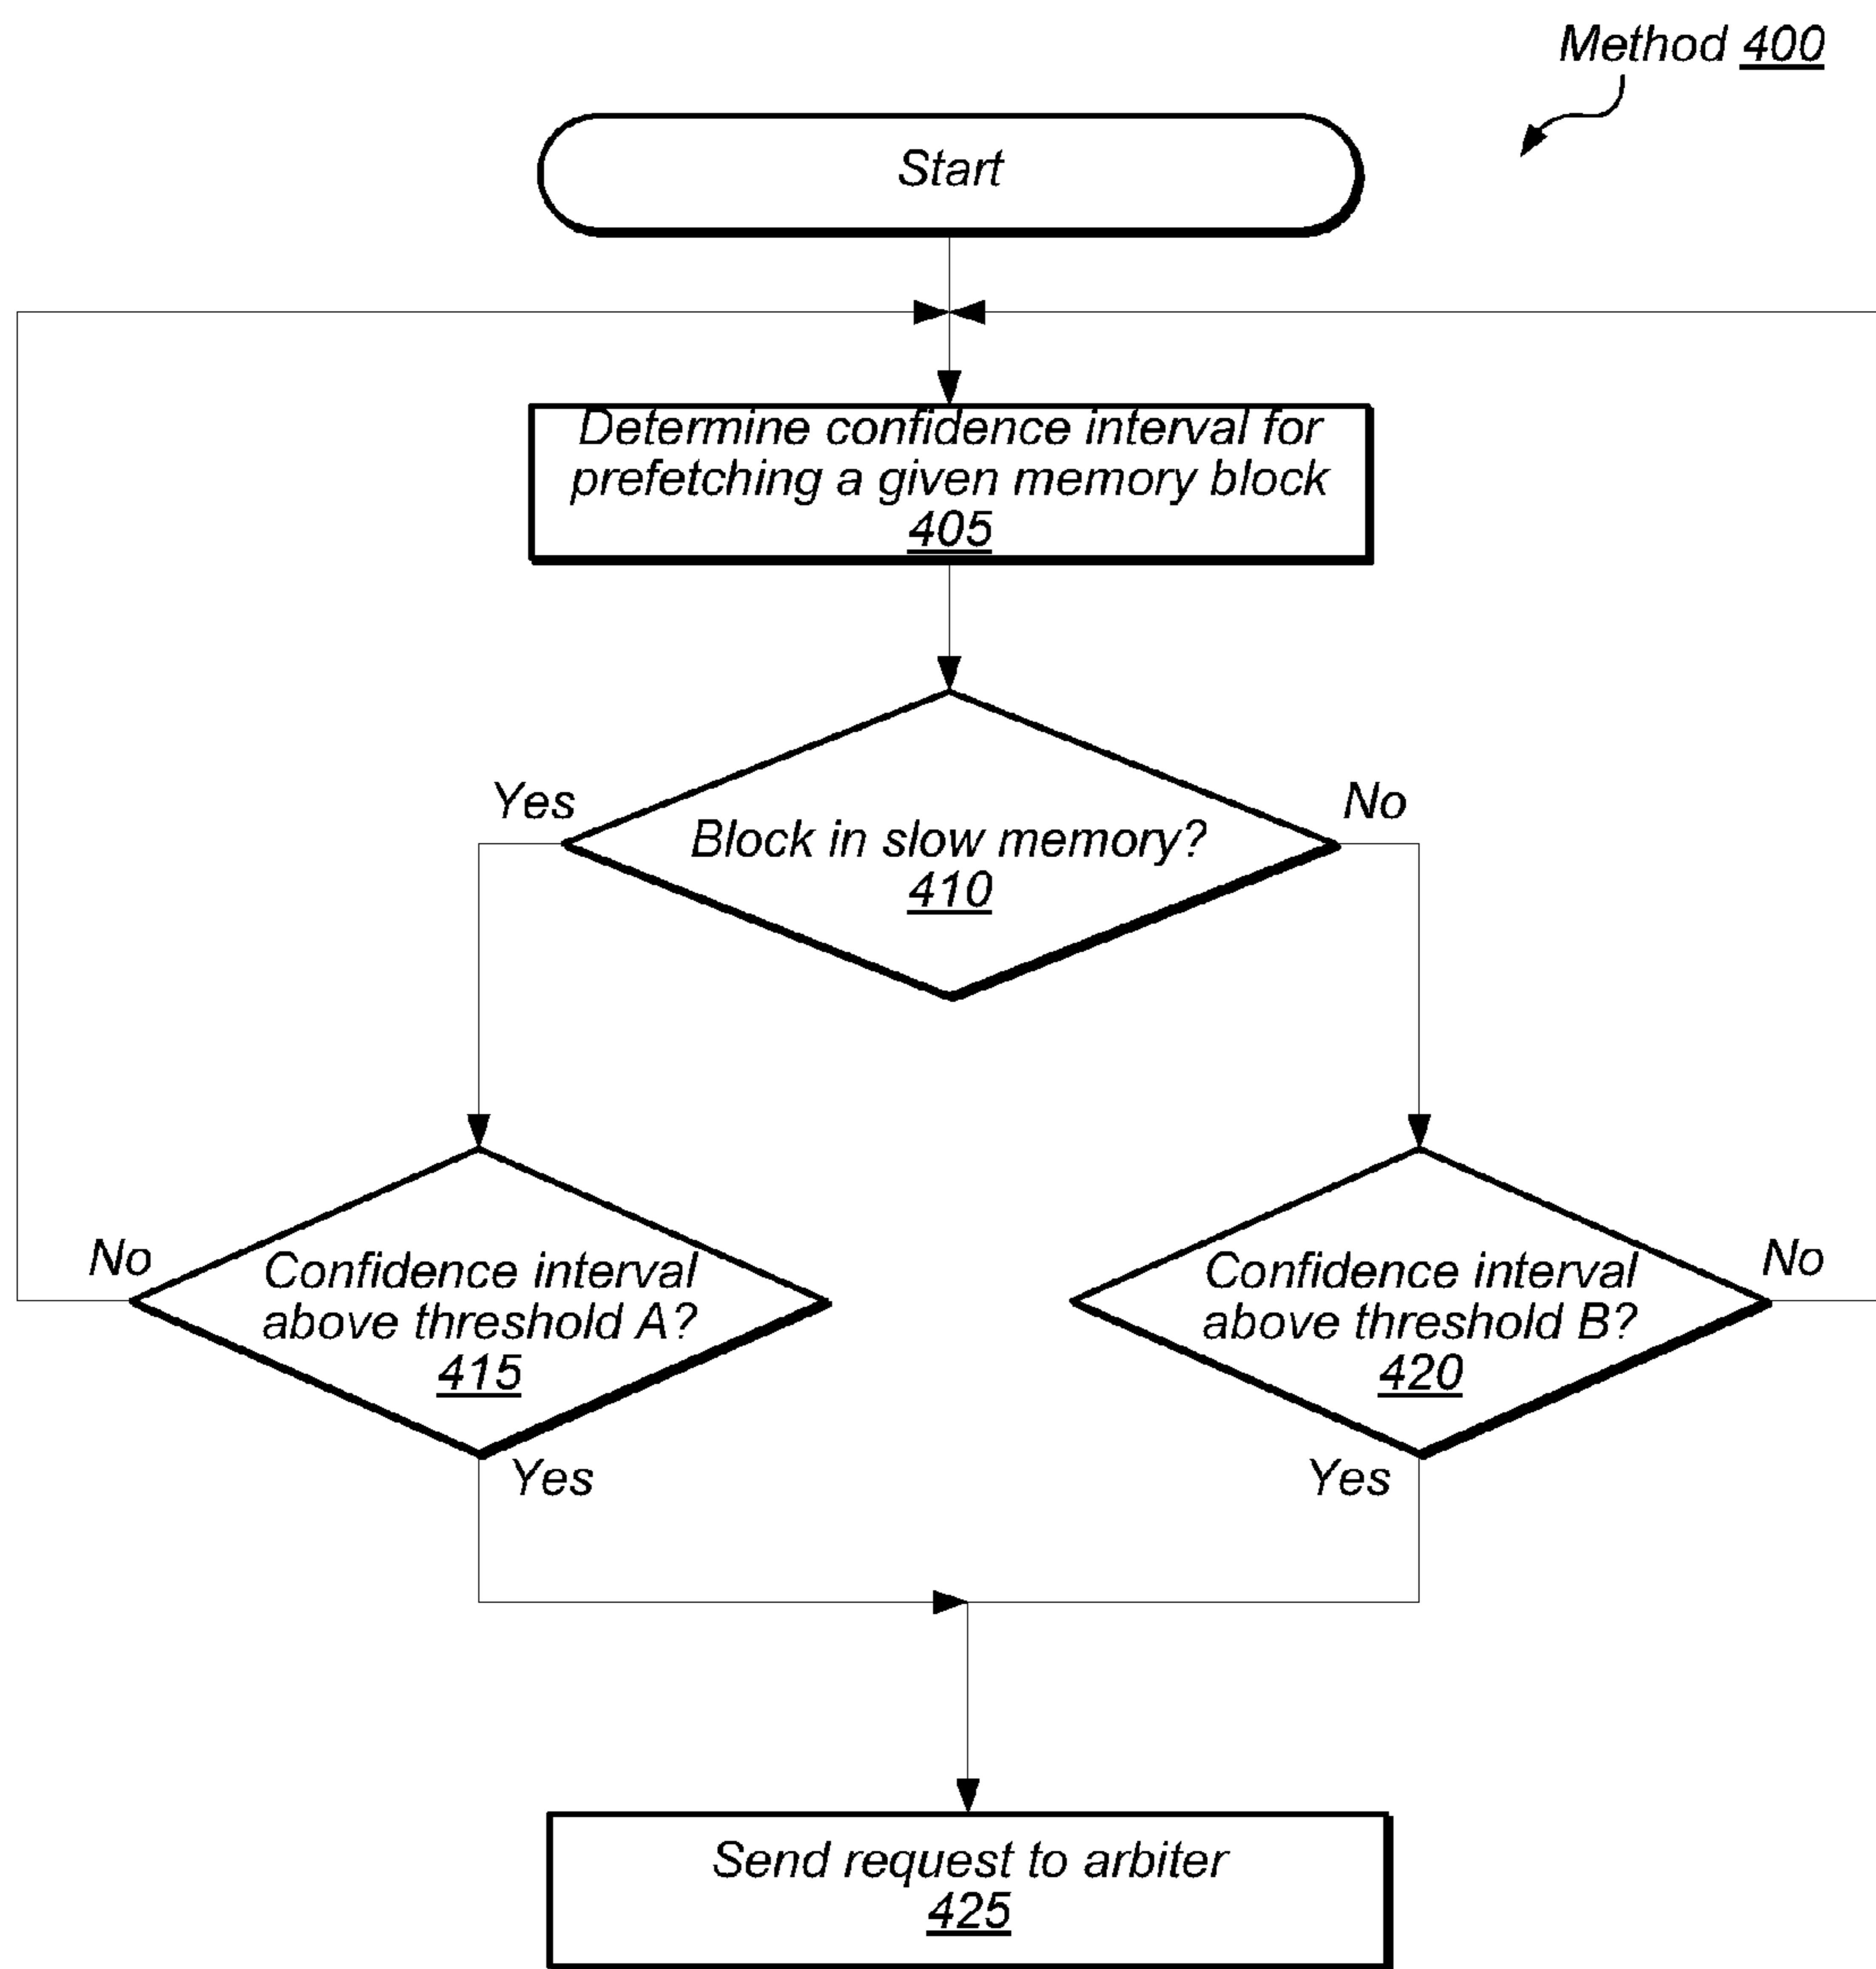 Method 400
Start
Determine confidence interval for
prefetching a given memory block
405
Yes
No
Block in slow memory?
410
No
Confidence interval
above threshold A?
415
Yes
Confidence interval
above threshold B?
420
No
Yes
Send request to arbiter
425